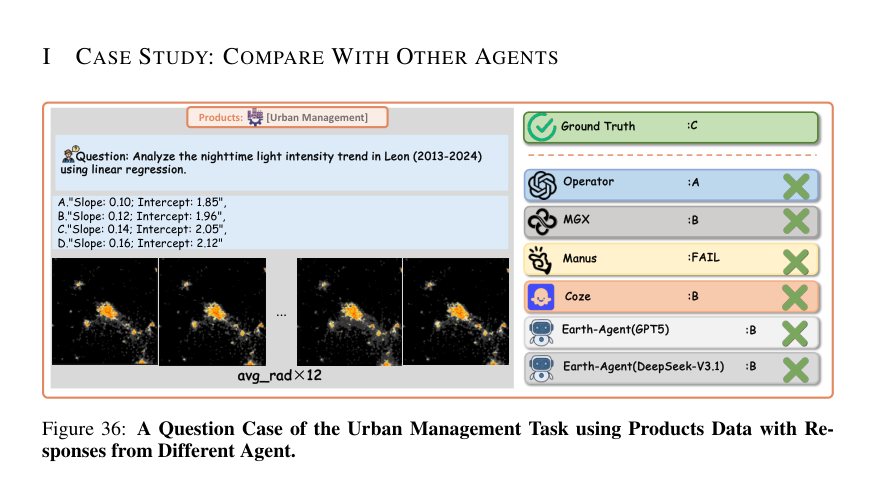 I CASE STUDY: COMPARE WITH OTHER AGENTS
Products: [Urban Management]
Question: Analyze the nighttime light intensity trend in Leon (2013-2024)
using linear regression.
A."Slope: 0.10; Intercept: 1.85",
B."Slope: 0.12; Intercept: 1.96",
C."Slope: 0.14; Intercept: 2.05",
D."Slope: 0.16; Intercept: 2.12"
...
avg_rad×12
Ground Truth :C
Operator :A
MGX :B
Manus :FAIL
Coze :B
Earth-Agent(GPT5) :B
Earth-Agent(DeepSeek-V3.1) :B
Figure 36: A Question Case of the Urban Management Task using Products Data with Re-
sponses from Different Agent.